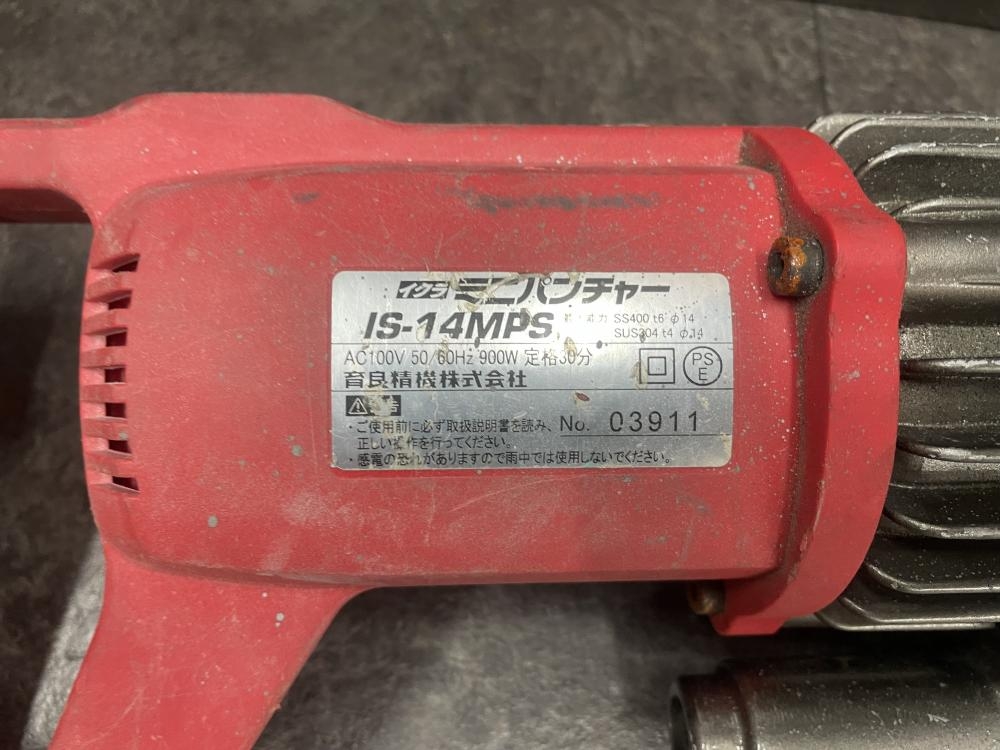 イクラ ミニパンチャー
IS-14MPS 力 SS400 t6 φ14
SUS304 t4 φ14
AC100V 50/60Hz 900W 定格30分
PS
E
育良精機株式会社
・ご使用前に必ず取扱説明書を読み、
正しい操作を行ってください。
No. 03911
・感電の恐れがありますので雨中では使用しないでください。